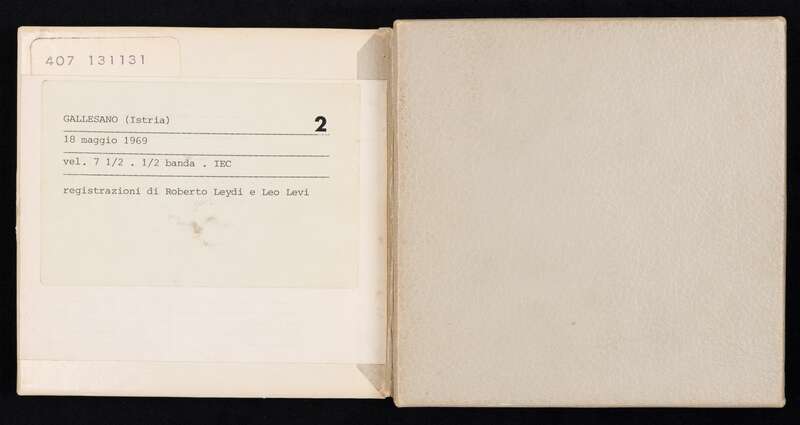 407 131131
GALLESANO (Istria)
2
18 maggio 1969
vel. 7 1/2 . 1/2 banda . IEC
registrazioni di Roberto Leydi e Leo Levi